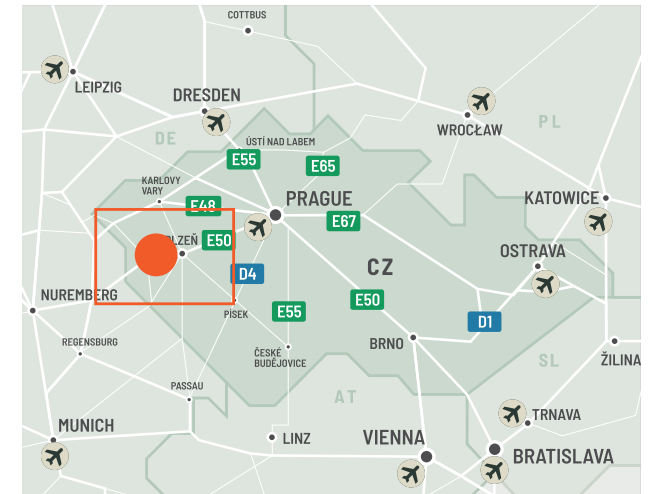 COTTBUS
LEIPZIG
DRESDEN
WROCŁAW
PL
DE
ÚSTÍ NAD LABEM
E55
E65
KARLOVY
VARY
E48
PRAGUE
KATOWICE
E67
PLZEŇ
E50
OSTRAVA
CZ
D4
NUREMBERG
E50
PÍSEK
E55
D1
REGENSBURG
BRNO
ČESKÉ
BUDĚJOVICE
SL
ŽILINA
PASSAU
AT
TRNAVA
MUNICH
LINZ
VIENNA
BRATISLAVA